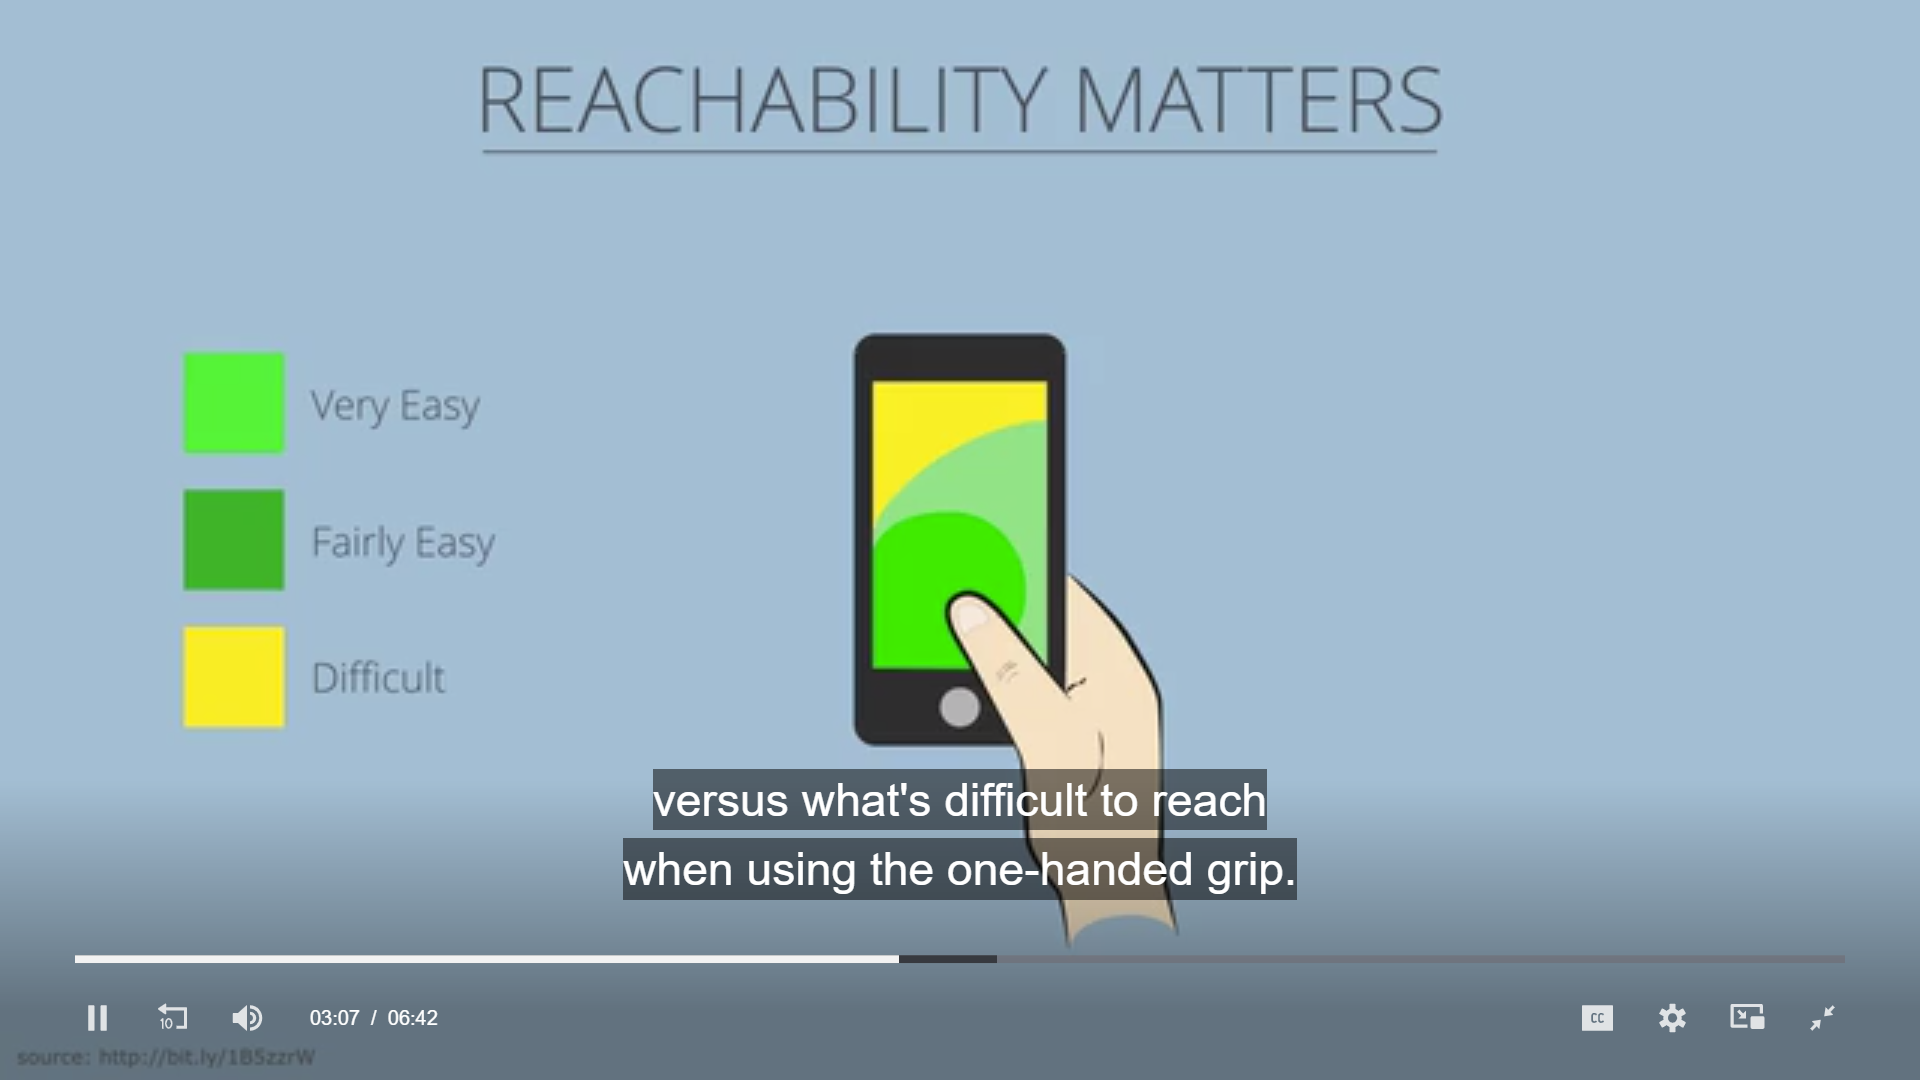 REACHABILITY MATTERS
Very Easy
Fairly Easy
Difficult
versus what's difficult to reach
when using the one-handed grip.
10
03:07 / 06:42
CC
source: http://bit.ly/1B5zzrW